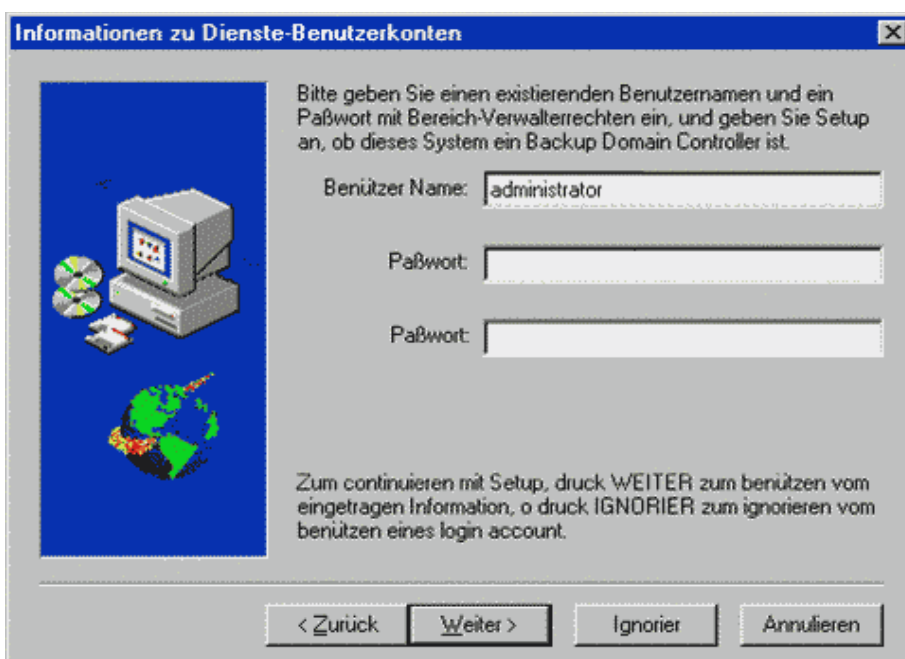 Informationen zu Dienste-Benutzerkonten
Bitte geben Sie einen existierenden Benutzernamen und ein
Paßwort mit Bereich-Verwalterrechten ein, und geben Sie Setup
an, ob dieses System ein Backup Domain Controller ist.
Benützer Name: administrator
Paßwort:
Paßwort:
Zum continuieren mit Setup, druck WEITER zum benützen vom
eingetragen Information, o druck IGNORIER zum ignorieren vom
benützen eines login account.
< Zurück Weiter > Ignorier Annulieren